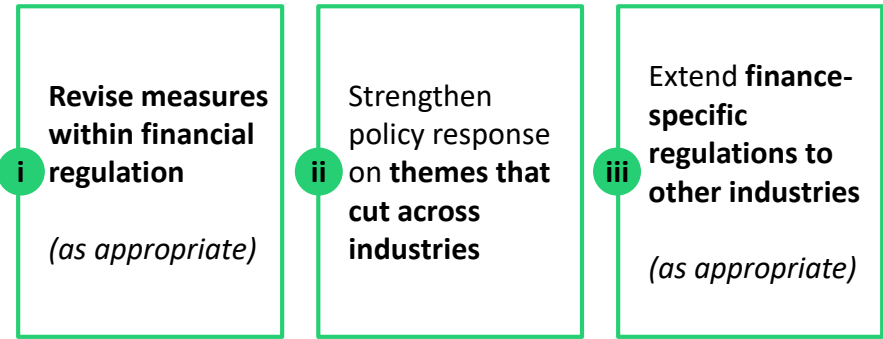 i
Revise measures
within financial
regulation
(as appropriate)
ii
Strengthen
policy response
on themes that
cut across
industries
iii
Extend finance-
specific
regulations to
other industries
(as appropriate)